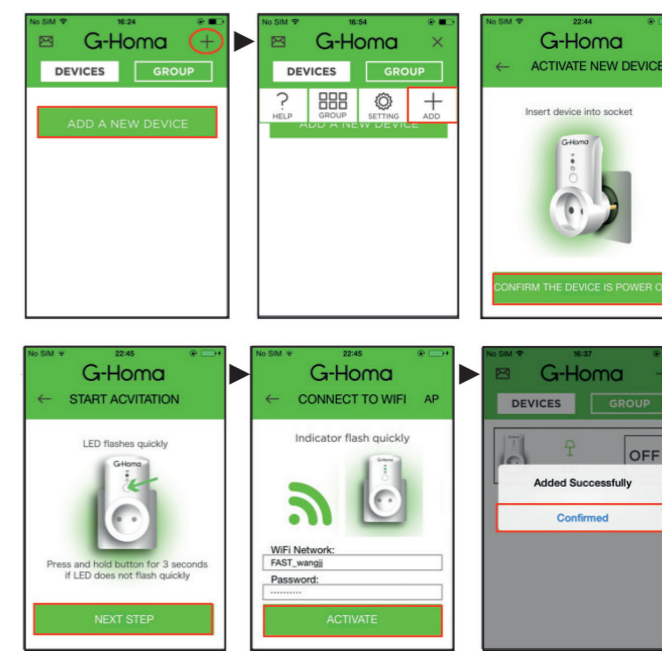 No SIM 16:24
G-Homa +
DEVICES GROUP
ADD A NEW DEVICE
No SIM 16:54
G-Homa ×
DEVICES GROUP
? + 
HELP GROUP SETTING ADD
ADD A NEW DEVICE
No SIM 22:44
G-Homa
← ACTIVATE NEW DEVICE
Insert device into socket
G-Homa
CONFIRM THE DEVICE IS POWER O
No SIM 22:45
G-Homa
← START ACVITATION
LED flashes quickly
G-Homa
Press and hold button for 3 seconds
if LED does not flash quickly
NEXT STEP
No SIM 22:45
G-Homa
← CONNECT TO WIFI AP
Indicator flash quickly
G-Homa
WiFi Network:
FAST_wangjj
Password:
··········
ACTIVATE
No SIM 16:37
G-Homa
DEVICES GROUP
OFF
Added Successfully
Confirmed